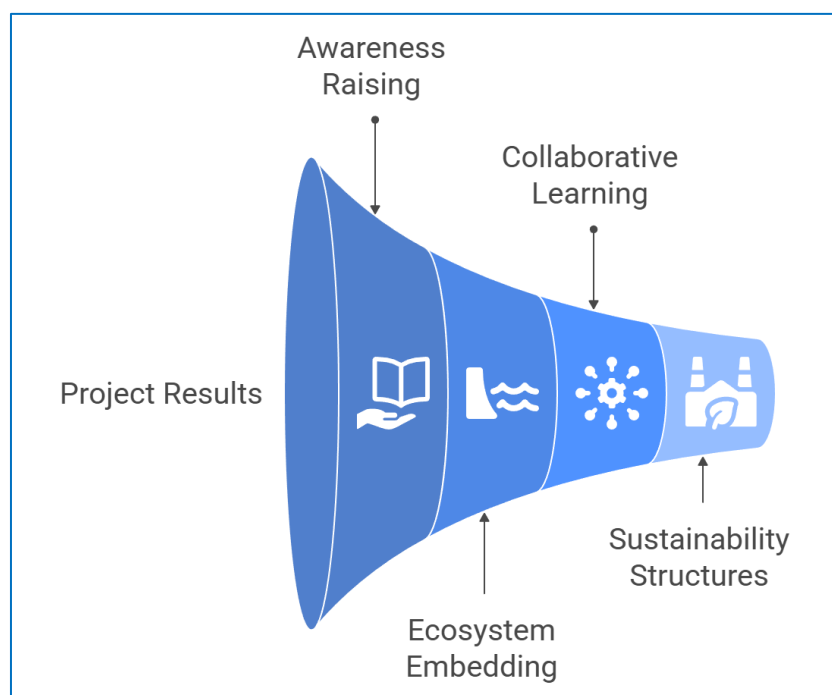 Awareness
Raising
Collaborative
Learning
Project Results
Sustainability
Structures
Ecosystem
Embedding